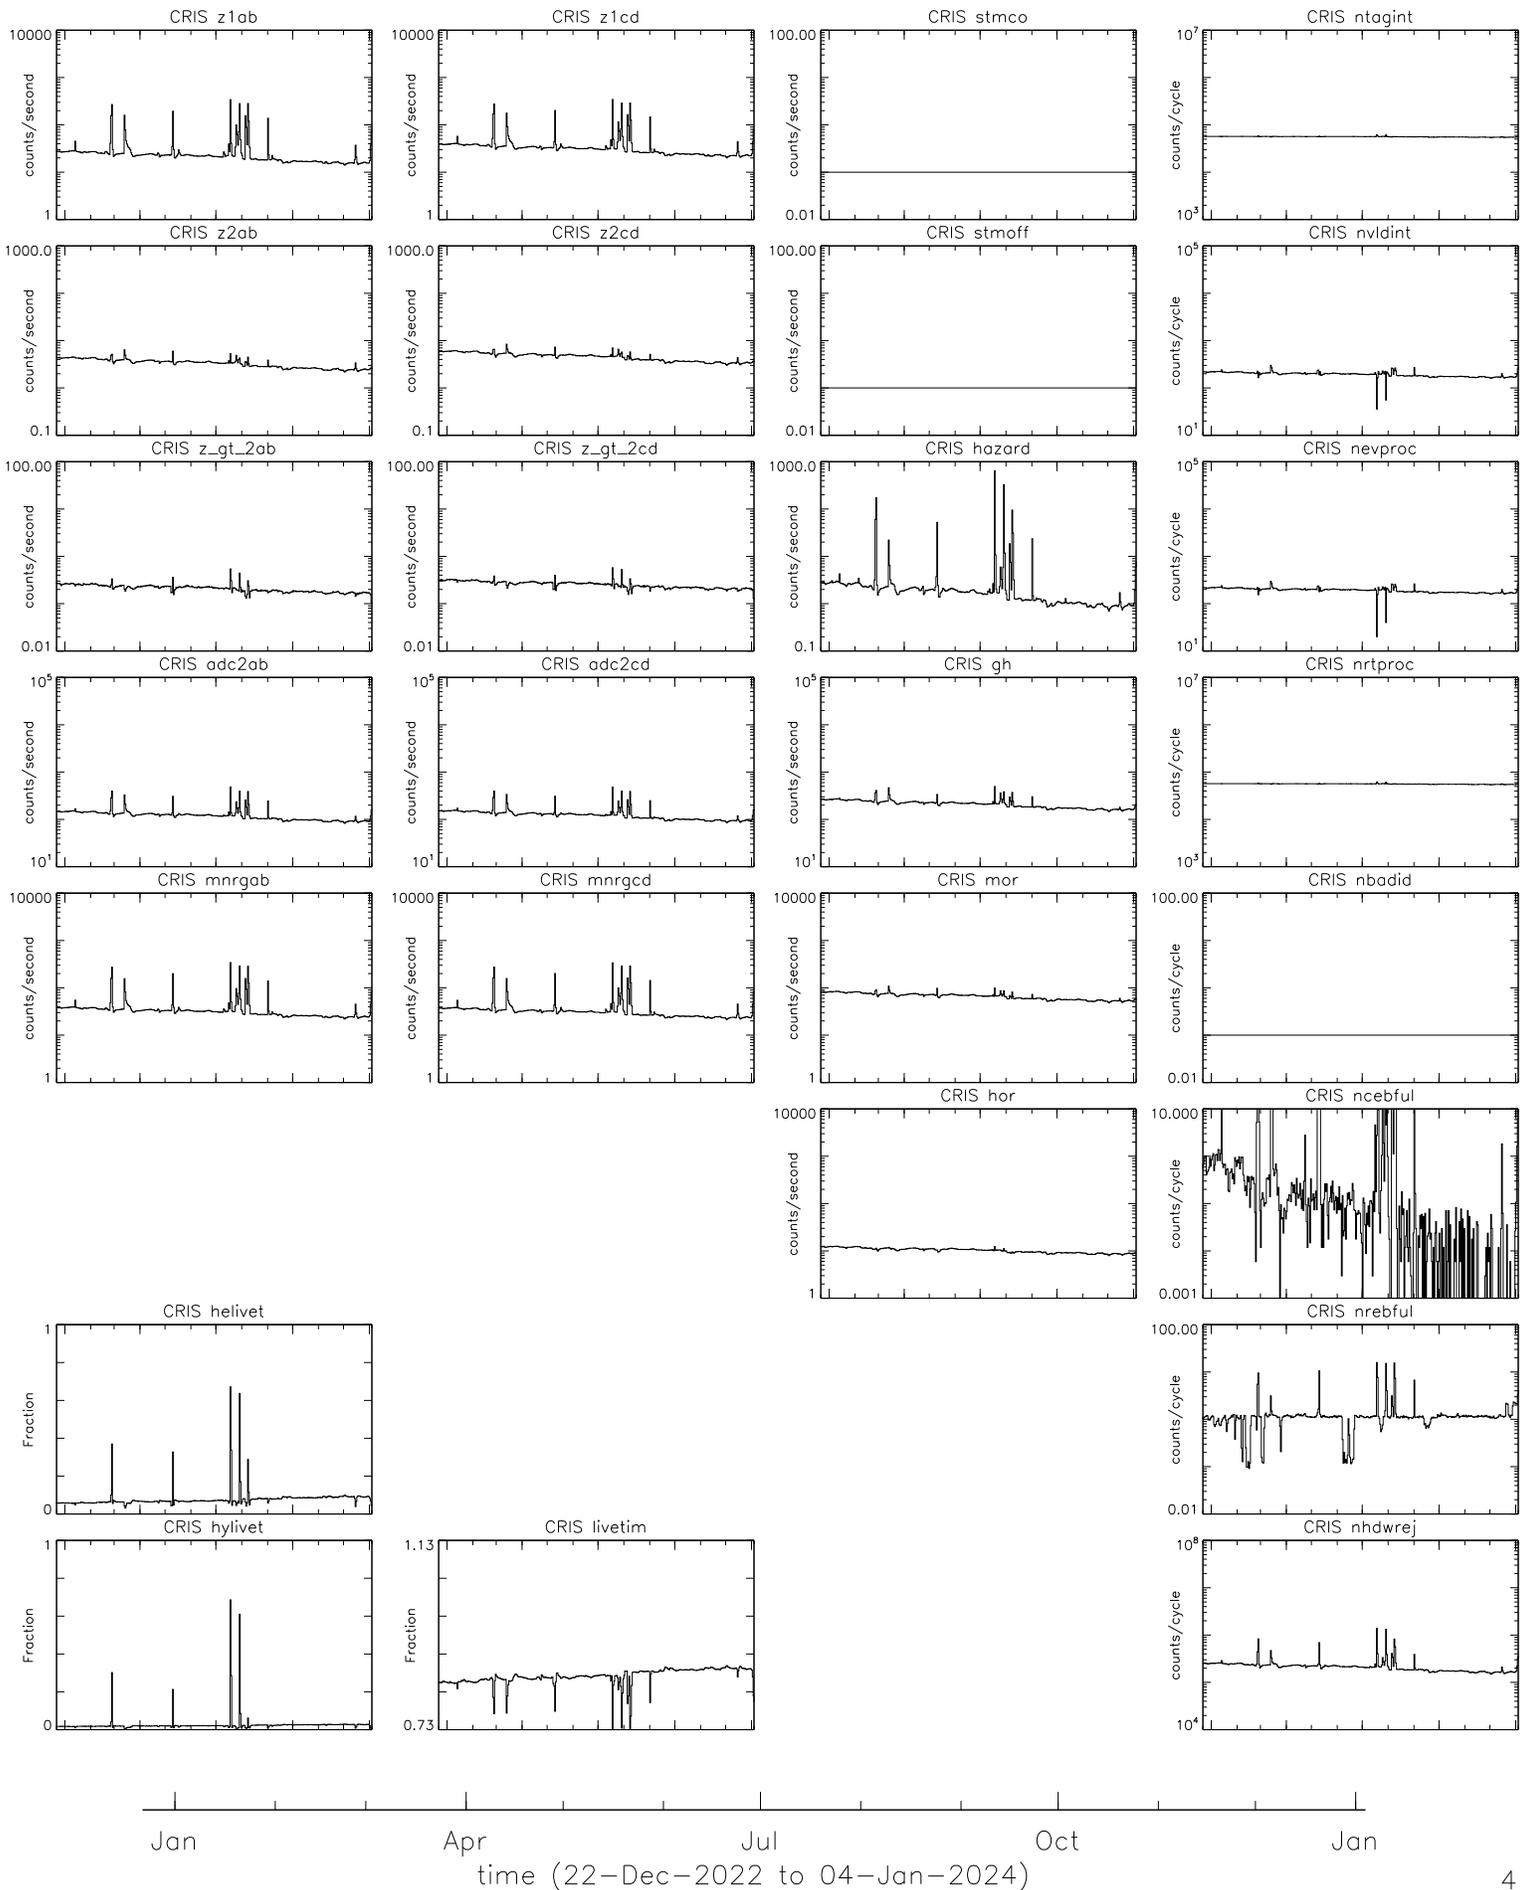 CRIS z1ab
10000
counts/second
1
CRIS z1cd
10000
counts/second
1
CRIS stmco
100.00
counts/second
0.01
CRIS ntagint
10⁷
counts/cycle
10³
CRIS z2ab
1000.0
counts/second
0.1
CRIS z2cd
1000.0
counts/second
0.1
CRIS stmoff
100.00
counts/second
0.01
CRIS nvldint
10⁵
counts/cycle
10¹
CRIS z_gt_2ab
100.00
counts/second
0.01
CRIS z_gt_2cd
100.00
counts/second
0.01
CRIS hazard
1000.0
counts/second
0.1
CRIS nevproc
10⁵
counts/cycle
10¹
CRIS adc2ab
10⁵
counts/second
10¹
CRIS adc2cd
10⁵
counts/second
10¹
CRIS gh
10⁵
counts/second
10¹
CRIS nrtproc
10⁷
counts/cycle
10³
CRIS mnrgab
10000
counts/second
1
CRIS mnrgcd
10000
counts/second
1
CRIS mor
10000
counts/second
1
CRIS nbadid
100.00
counts/cycle
0.01
CRIS hor
10000
counts/second
1
CRIS ncebful
10.000
counts/cycle
0.001
CRIS helivet
1
Fraction
0
CRIS nrebful
100.00
counts/cycle
0.01
CRIS hylivet
1
Fraction
0
CRIS livetim
1.13
Fraction
0.73
CRIS nhdwrej
10⁸
counts/cycle
10⁴
Jan Apr Jul Oct Jan
time (22-Dec-2022 to 04-Jan-2024)
4